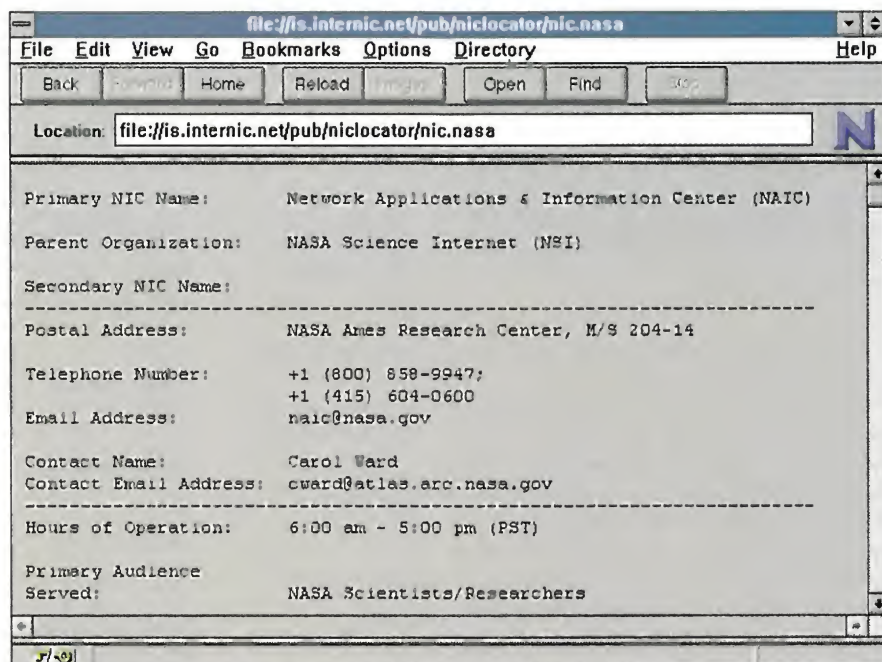 file://is.internic.net/pub/niclocator/nic.nasa
File Edit View Go Bookmarks Options Directory Help
Back Forward Home Reload Images Open Find Stop
Location: file://is.internic.net/pub/niclocator/nic.nasa N
Primary NIC Name: Network Applications & Information Center (NAIC)
Parent Organization: NASA Science Internet (NSI)
Secondary NIC Name:
Postal Address: NASA Ames Research Center, M/S 204-14
Telephone Number: +1 (800) 858-9947;
+1 (415) 604-0600
Email Address: naic@nasa.gov
Contact Name: Carol Ward
Contact Email Address: cward@atlas.arc.nasa.gov
Hours of Operation: 6:00 am - 5:00 pm (PST)
Primary Audience
Served: NASA Scientists/Researchers